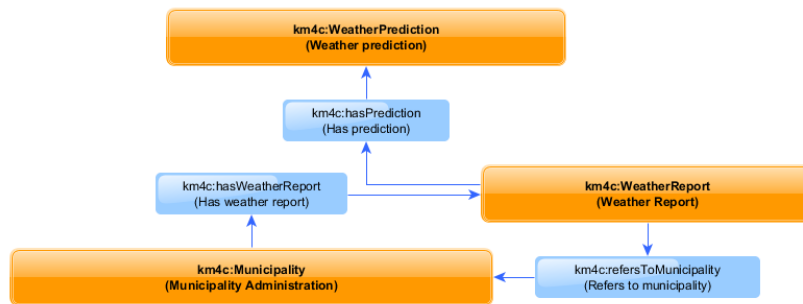 km4c:WeatherPrediction
(Weather prediction)
km4c:hasPrediction
(Has prediction)
km4c:hasWeatherReport
(Has weather report)
km4c:WeatherReport
(Weather Report)
km4c:Municipality
(Municipality Administration)
km4c:refersToMunicipality
(Refers to municipality)